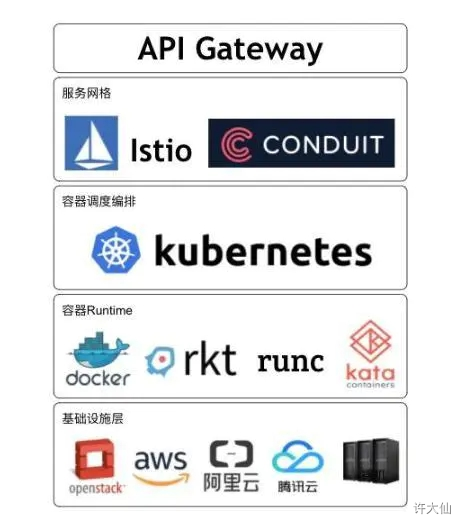 API Gateway
服务网格
Istio
CONDUIT
容器调度编排
kubernetes
容器Runtime
docker
rkt
runc
kata
containers
基础设施层
openstack
aws
阿里云
腾讯云
许大仙